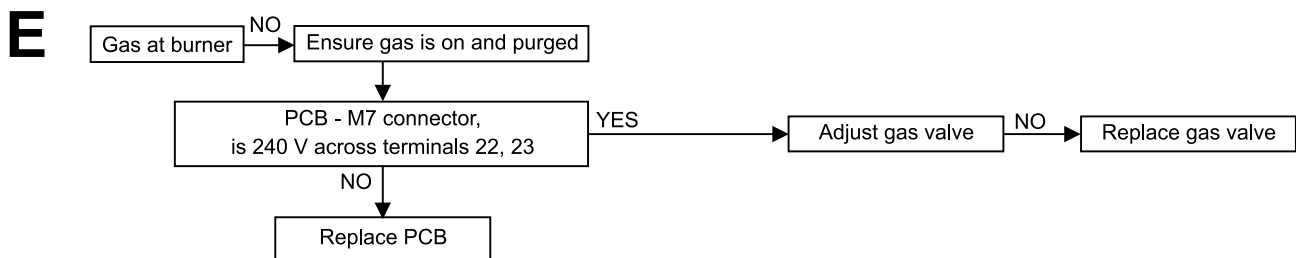 E
Gas at burner
NO
Ensure gas is on and purged
PCB - M7 connector,
is 240 V across terminals 22, 23
YES
Adjust gas valve
NO
Replace gas valve
NO
Replace PCB